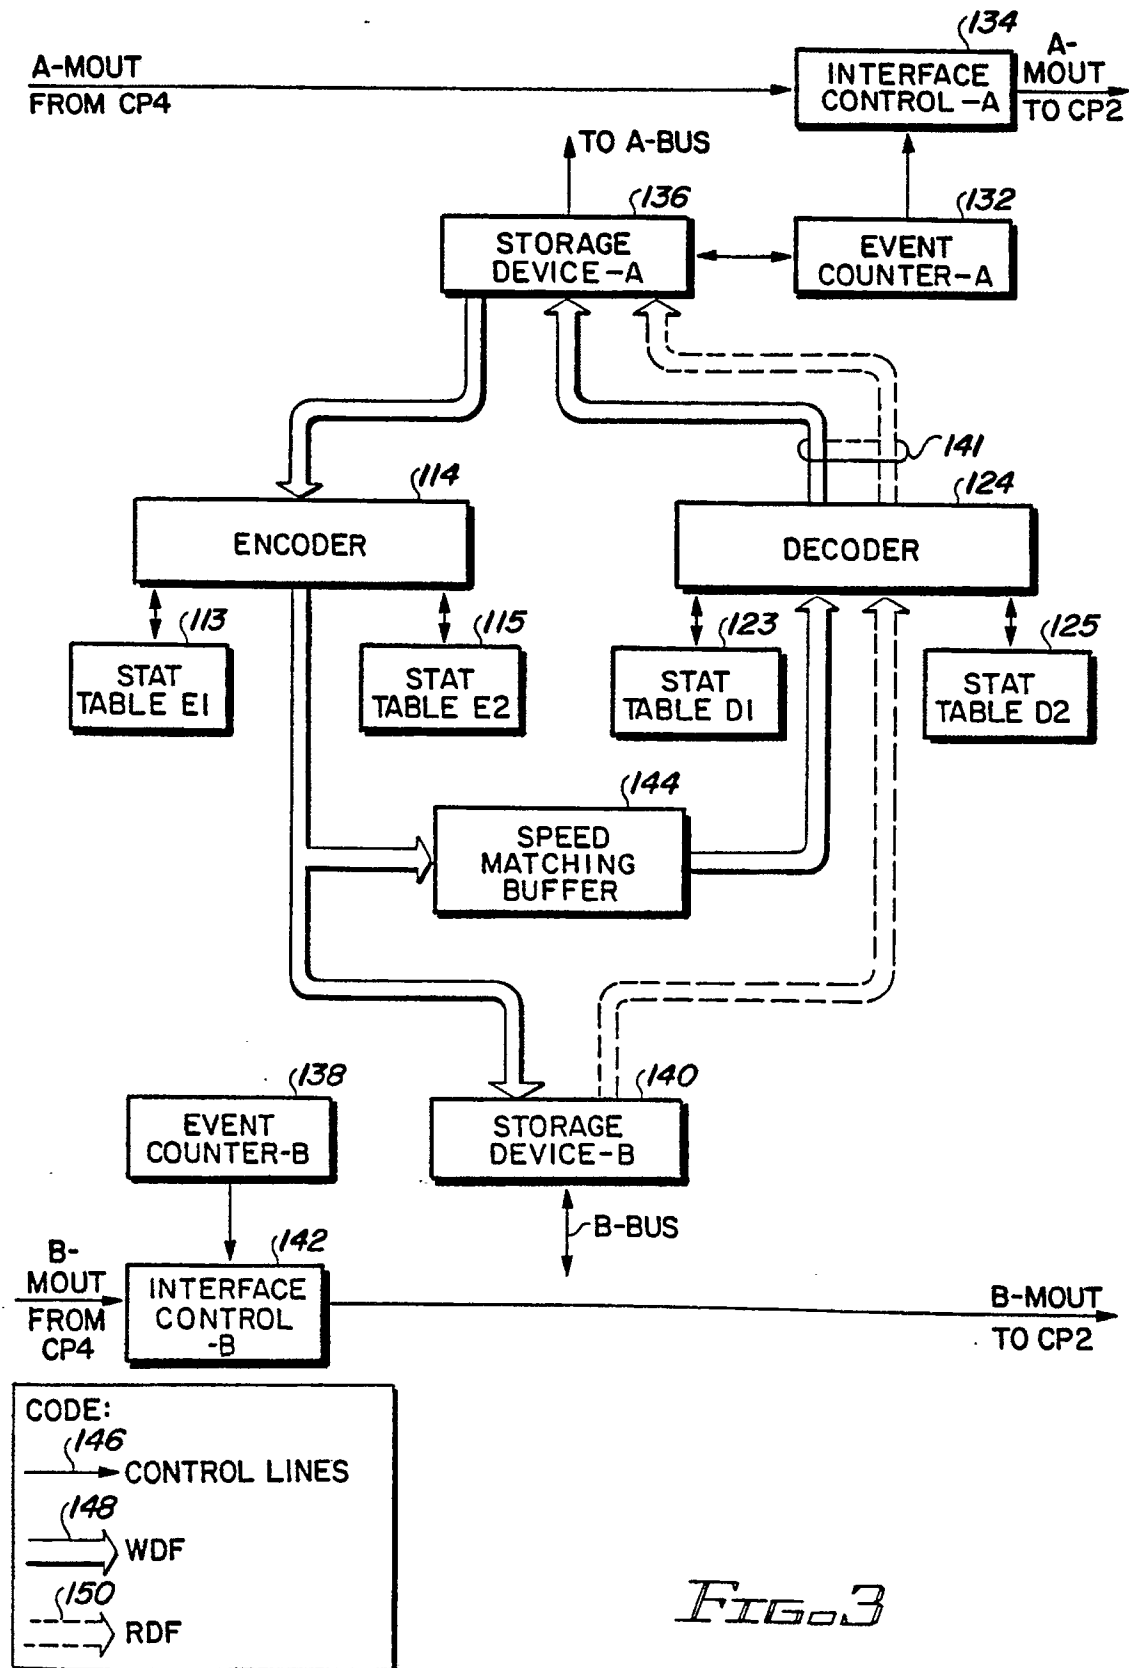 134
A-MOUT
FROM CP4
INTERFACE
CONTROL-A
A-
MOUT
TO CP2
TO A-BUS
136
STORAGE
DEVICE-A
132
EVENT
COUNTER-A
141
114
ENCODER
124
DECODER
113
STAT
TABLE E1
115
STAT
TABLE E2
123
STAT
TABLE D1
125
STAT
TABLE D2
144
SPEED
MATCHING
BUFFER
138
EVENT
COUNTER-B
140
STORAGE
DEVICE-B
B-BUS
B-
MOUT
FROM
CP4
142
INTERFACE
CONTROL
-B
B-MOUT
TO CP2
CODE:
146
CONTROL LINES
148
WDF
150
RDF
FIG.3